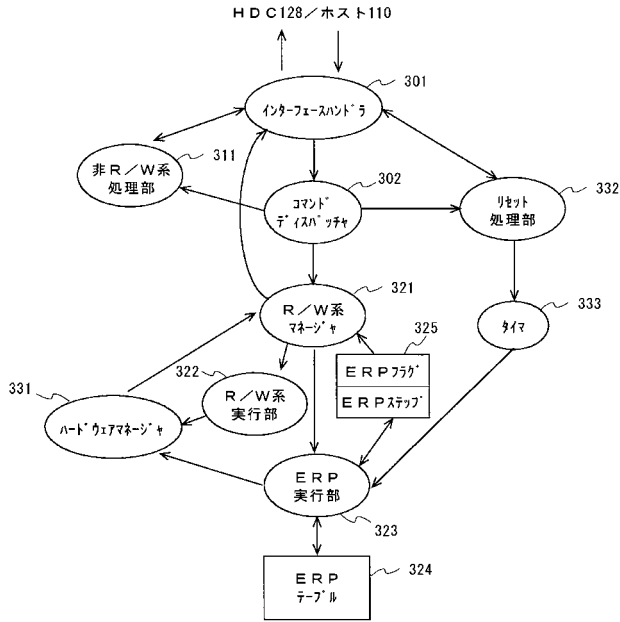 ＨＤＣ128／ホスト110
301
ｲﾝﾀｰﾌｪｰｽﾊﾝﾄﾞﾗ
311
非Ｒ／Ｗ系
処理部
302
ｺﾏﾝﾄﾞ
ﾃﾞｨｽﾊﾟｯﾁｬ
332
ﾘｾｯﾄ
処理部
321
Ｒ／Ｗ系
ﾏﾈｰｼﾞｬ
333
ﾀｲﾏ
325
ＥＲＰﾌﾗｸﾞ
ＥＲＰｽﾃｯﾌﾟ
322
Ｒ／Ｗ系
実行部
331
ﾊｰﾄﾞｳｪｱﾏﾈｰｼﾞｬ
ＥＲＰ
実行部
323
ＥＲＰ
ﾃｰﾌﾞﾙ
324